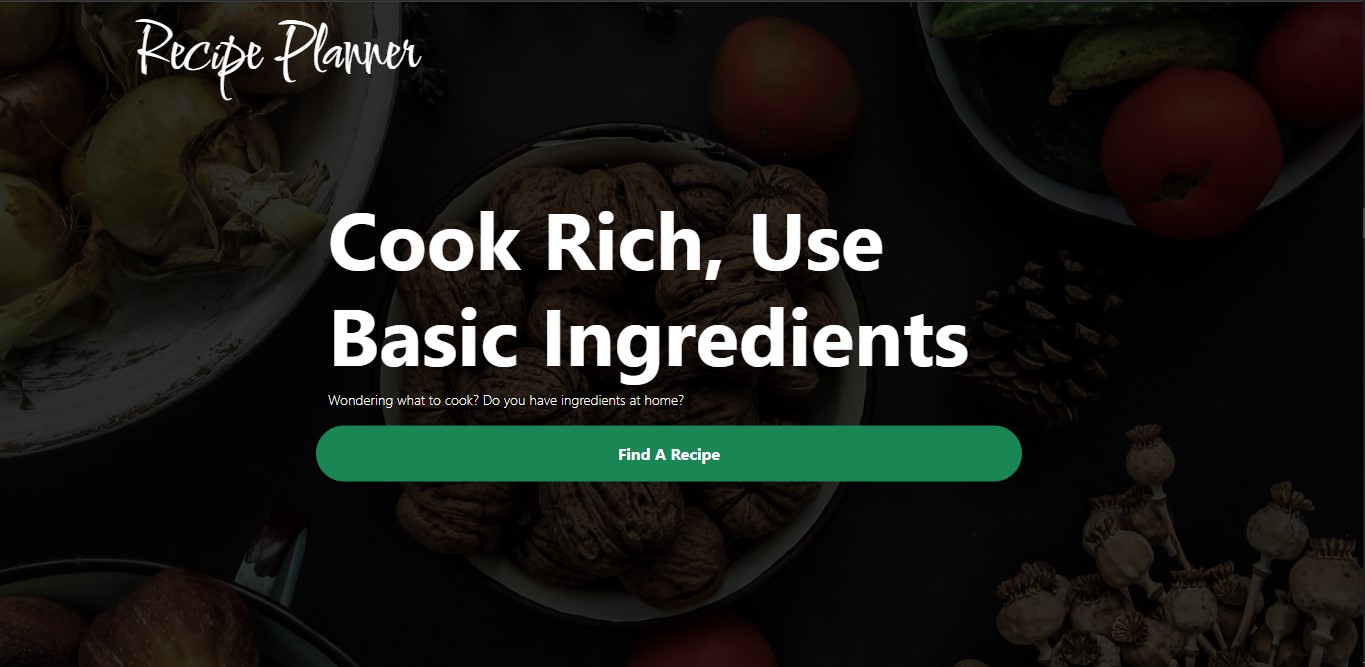 Recipe Planner
Cook Rich, Use
Basic Ingredients
Wondering what to cook? Do you have ingredients at home?
Find A Recipe